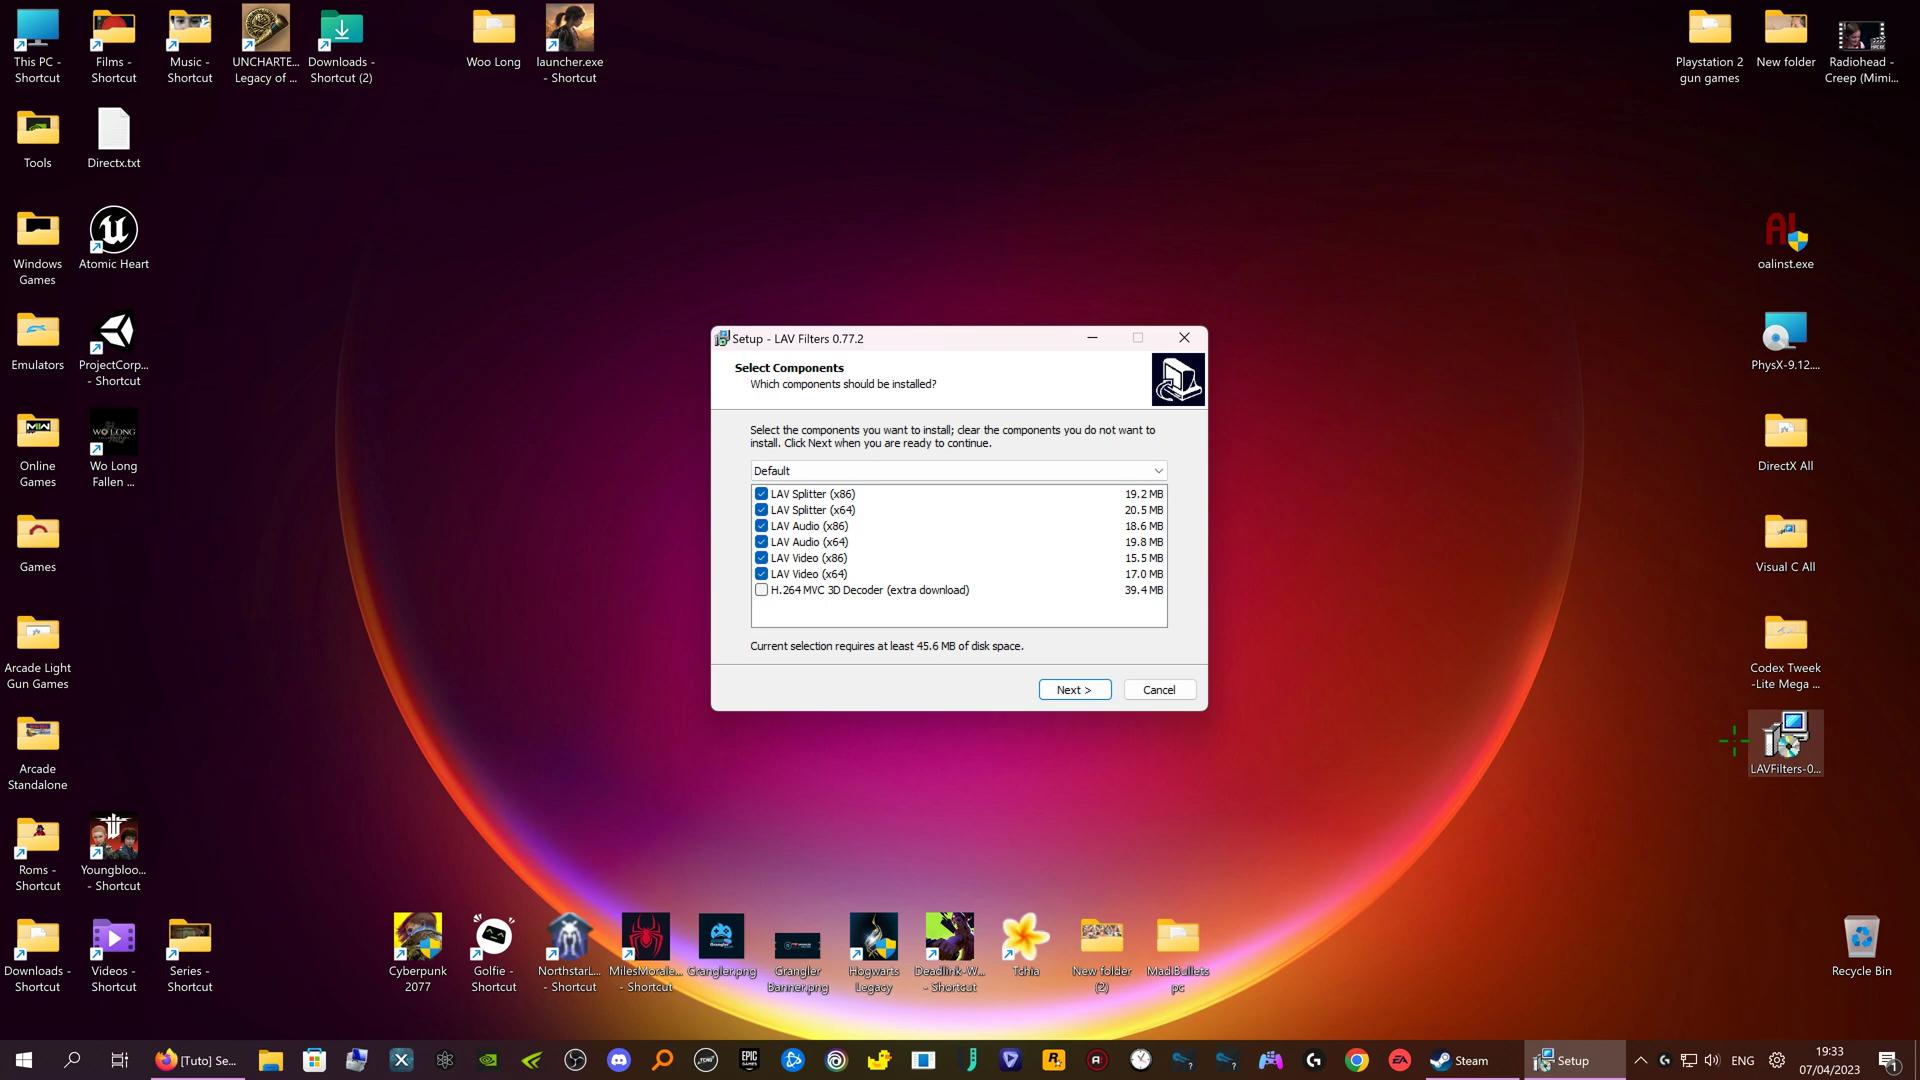 This PC -
Shortcut
Films -
Shortcut
Music -
Shortcut
UNCHARTE...
Legacy of ...
Downloads -
Shortcut (2)
Woo Long
launcher.exe
- Shortcut
Playstation 2
gun games
New folder
Radiohead -
Creep (Mimi...
Tools
Directx.txt
Windows
Games
Atomic Heart
oalinst.exe
Emulators
ProjectCorp...
- Shortcut
PhysX-9.12....
Online
Games
WO LONG
Wo Long
Fallen ...
DirectX All
Games
Visual C All
Arcade Light
Gun Games
Codex Tweek
-Lite Mega ...
Arcade
Standalone
LAVFilters-0...
Roms -
Shortcut
Youngbloo...
- Shortcut
Downloads -
Shortcut
Videos -
Shortcut
Series -
Shortcut
Cyberpunk
2077
Golfie -
Shortcut
NorthstarL...
- Shortcut
MilesMorale...
- Shortcut
Grangler.png
Grangler
Banner.png
Hogwarts
Legacy
Deadlink-W...
- Shortcut
Tchia
New folder
(2)
Mad.Bullets
pc
Recycle Bin
Setup - LAV Filters 0.77.2
Select Components
Which components should be installed?
Select the components you want to install; clear the components you do not want to
install. Click Next when you are ready to continue.
Default
LAV Splitter (x86) 19.2 MB
LAV Splitter (x64) 20.5 MB
LAV Audio (x86) 18.6 MB
LAV Audio (x64) 19.8 MB
LAV Video (x86) 15.5 MB
LAV Video (x64) 17.0 MB
H.264 MVC 3D Decoder (extra download) 39.4 MB
Current selection requires at least 45.6 MB of disk space.
Next >
Cancel
[Tuto] Se...
EPIC
GAMES
EA
Steam
Setup
ENG
19:33
07/04/2023
1